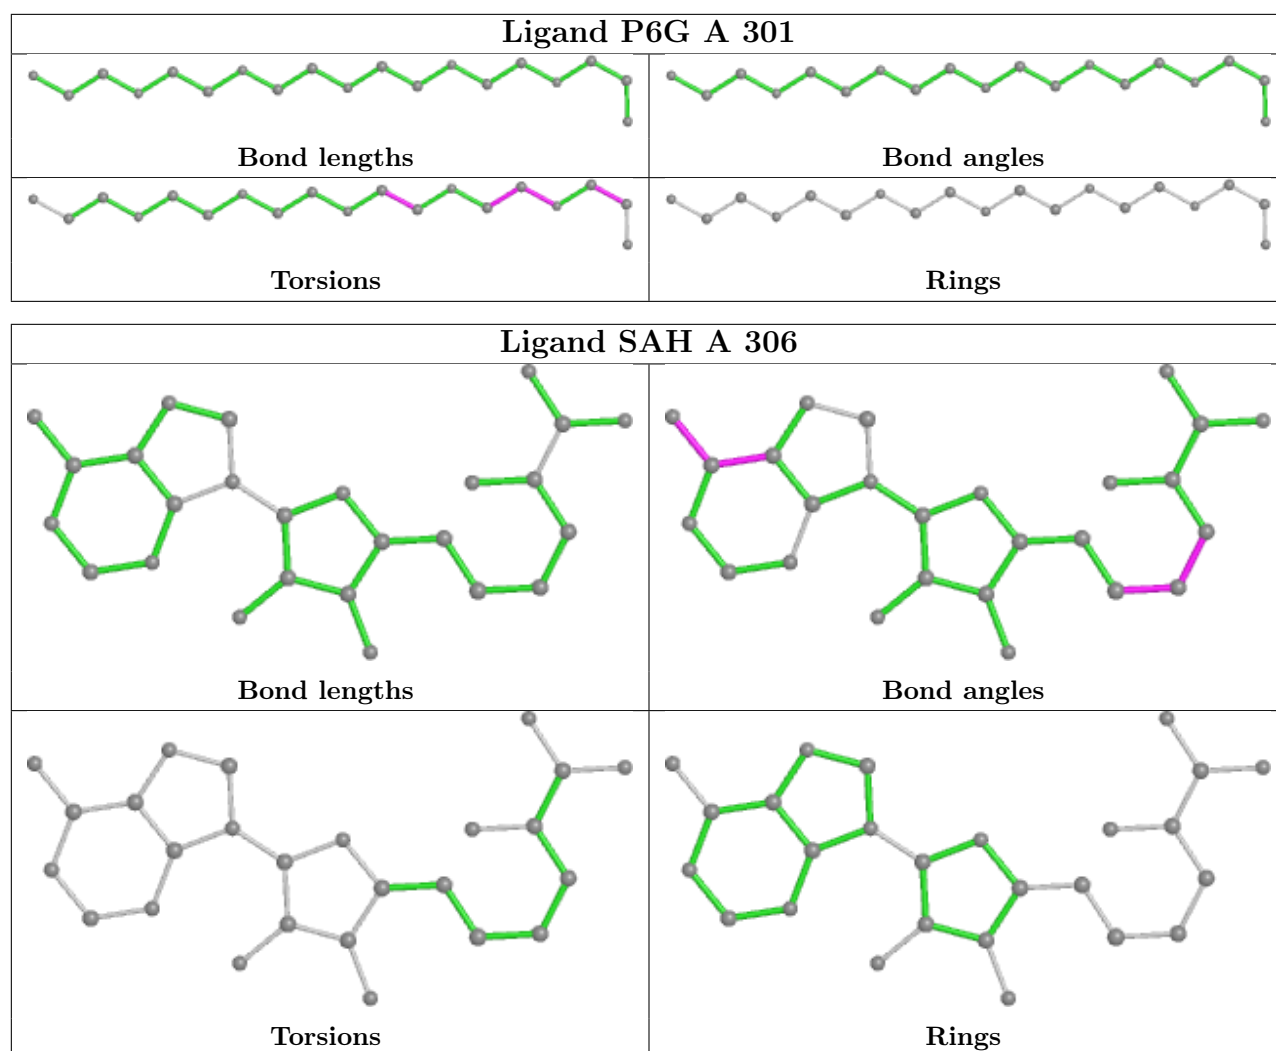 Ligand P6G A 301
Bond lengths
Bond angles
Torsions
Rings
Ligand SAH A 306
Bond lengths
Bond angles
Torsions
Rings